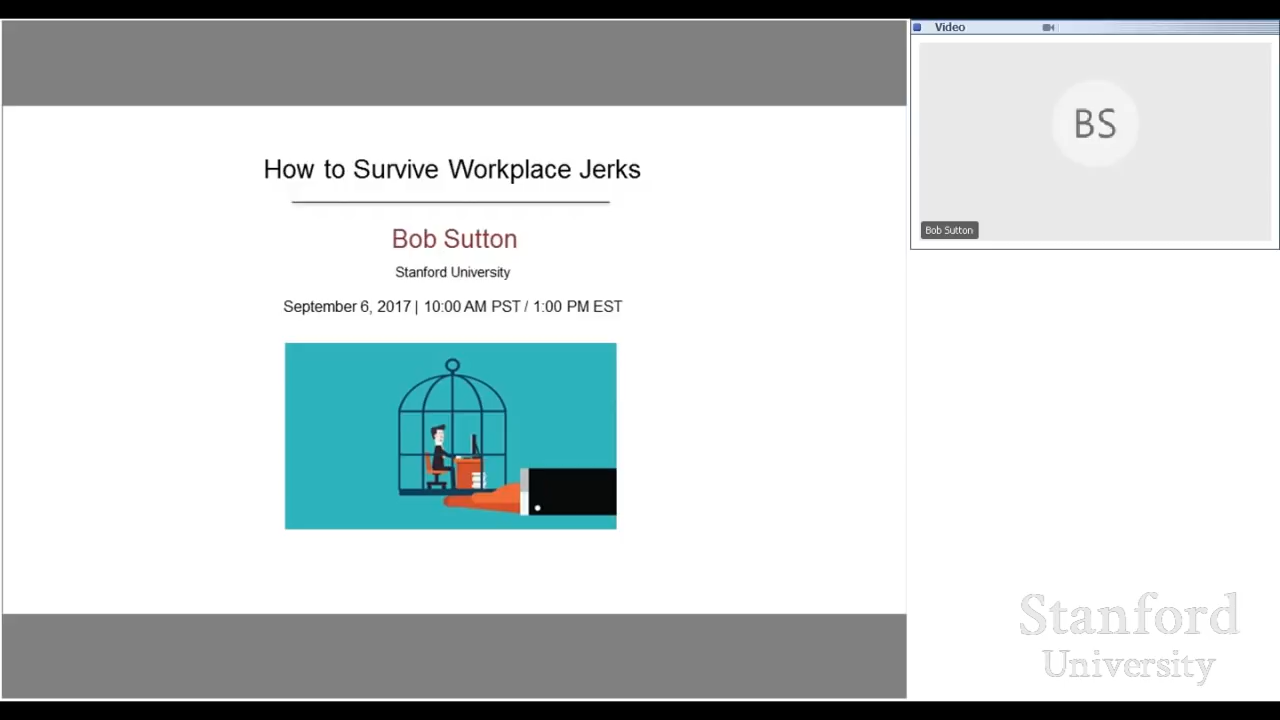 Video
How to Survive Workplace Jerks
Bob Sutton
Stanford University
September 6, 2017 | 10:00 AM PST / 1:00 PM EST
BS
Bob Sutton
Stanford
University